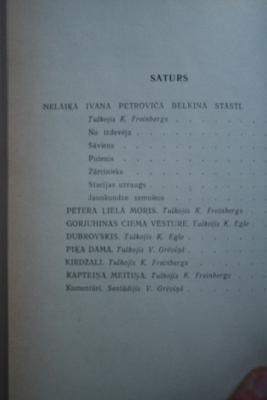 SATURS
NELAIĶA IVANA PETROVIČA BELKINA STĀSTI.
Tulkojis K. Freinbergs . . . . . .
No izdevēja . . . . . . . .
Šāviens . . . . . . . .
Putenis . . . . . . . .
Zārcinieks . . . . . . . .
Stacijas uzraugs . . . . . . .
Jaunkundze zemniece . . . . . .
PĒTERA LIELĀ MORIS. Tulkojis K. Freinbergs
GORJUHINAS CIEMA VĒSTURE. Tulkojis K. Egle
DUBROVSKIS. Tulkojis K. Egle . . . .
PIĶA DĀMA. Tulkojis V. Grēviņš . . . .
KIRDŽALI. Tulkojis K. Freinbergs . . . .
KAPTEIŅA MEITIŅA. Tulkojis K. Freinbergs .
Komentāri. Sastādījis V. Grēviņš . . . .